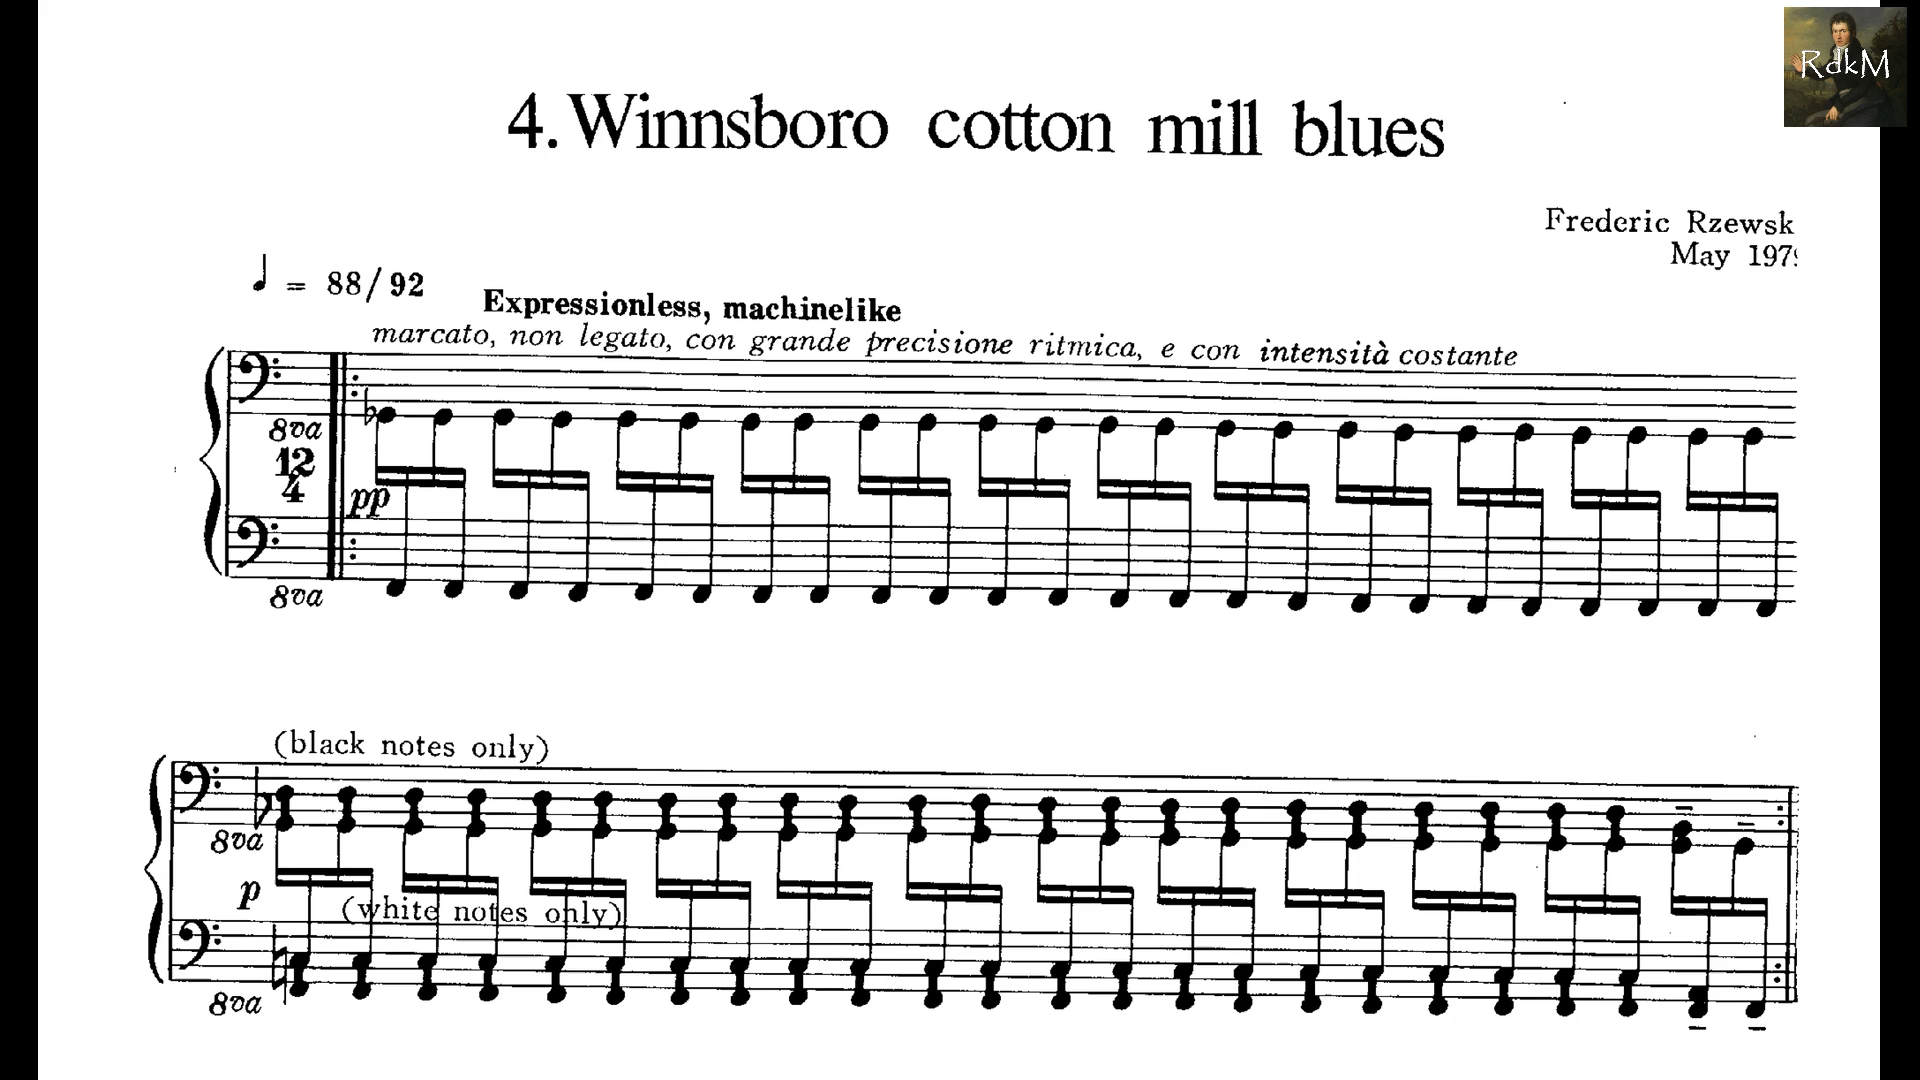 RdkM
4. Winnsboro cotton mill blues
Frederic Rzewsk
May 1979
= 88/92
Expressionless, machinelike
marcato, non legato, con grande precisione ritmica, e con intensità costante
8va
12
4
pp
8va
(black notes only)
8va
p
(white notes only)
8va